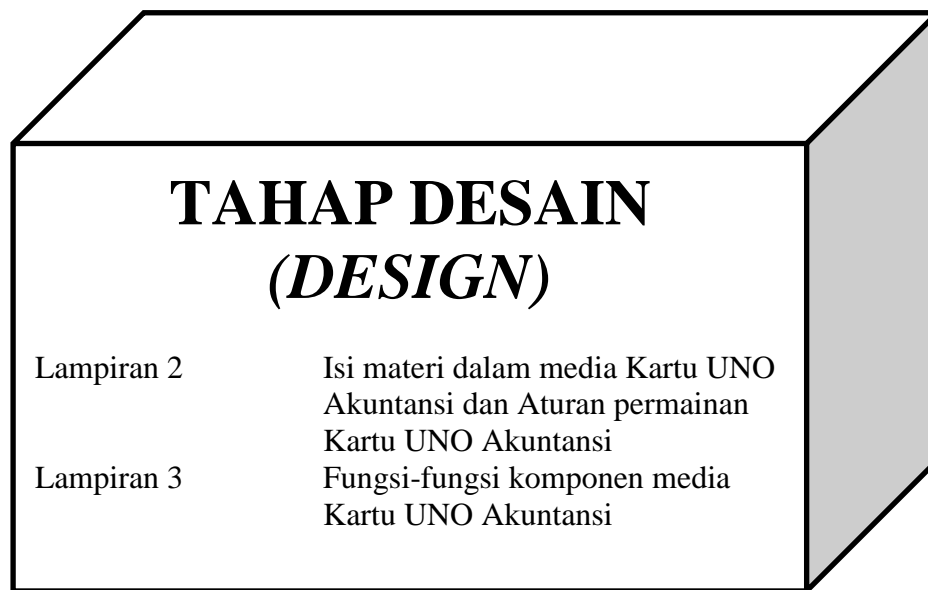 TAHAP DESAIN
(DESIGN)
Lampiran 2 Isi materi dalam media Kartu UNO
Akuntansi dan Aturan permainan
Kartu UNO Akuntansi
Lampiran 3 Fungsi-fungsi komponen media
Kartu UNO Akuntansi